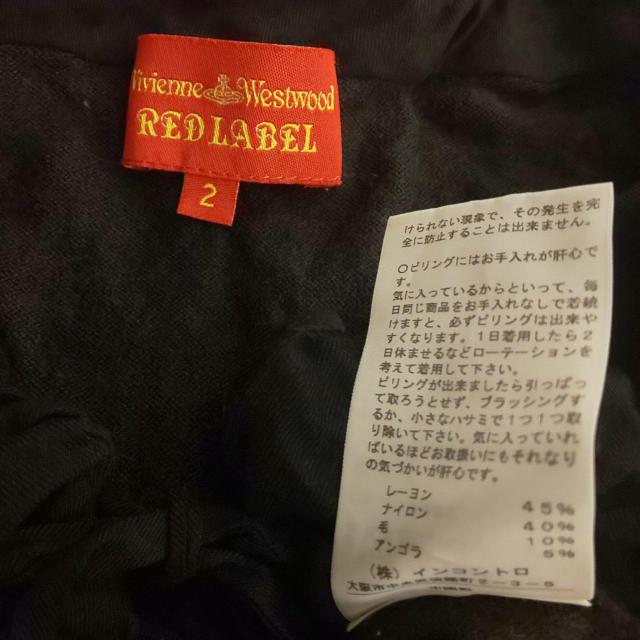 Vivienne Westwood
RED LABEL
2
けられない現象で、その発生を完
全に防止することは出来ません。
〇ピリングにはお手入れが肝心で
す。
気に入っているからといって、毎
日同じ商品をお手入れなしで着続
けますと、必ずピリングは出来や
すくなります。1日着用したら2
日休ませるなどローテーションを
考えて着用して下さい。
ピリングが出来ましたら引っぱっ
て取ろうとせず、ブラッシングす
るか、小さなハサミで1つ1つ取
り除いて下さい。気に入っていれ
ばいるほどお取扱いにもそれなり
の気づかいが肝心です。
レーヨン 45%
ナイロン 40%
毛 10%
アンゴラ 5%
(株)インコントロ
大阪市中央区 2-3-5